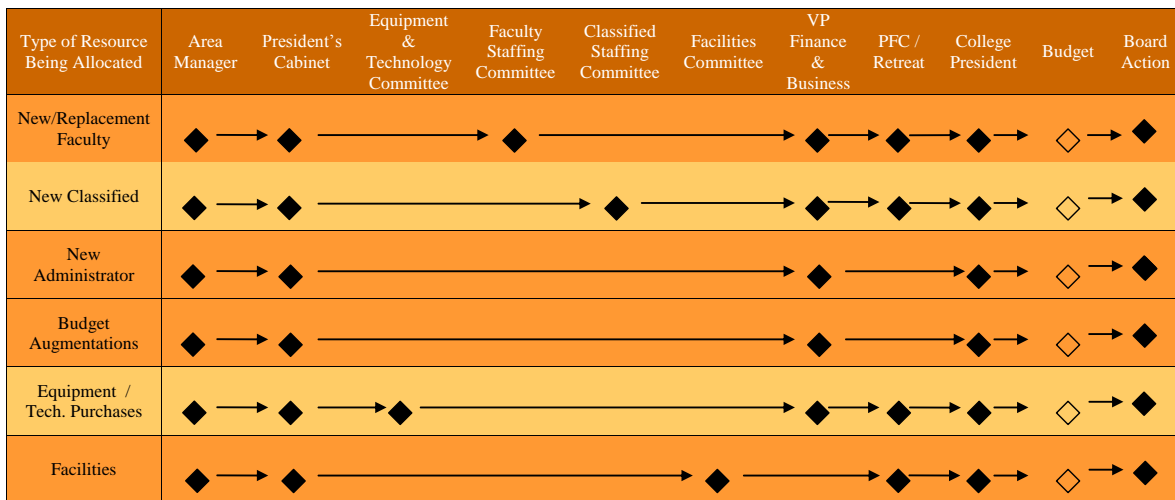 Type of Resource
Being Allocated
Area
Manager
President’s
Cabinet
Equipment
&
Technology
Committee
Faculty
Staffing
Committee
Classified
Staffing
Committee
Facilities
Committee
VP
Finance
&
Business
PFC /
Retreat
College
President
Budget
Board
Action
New/Replacement
Faculty
New Classified
New
Administrator
Budget
Augmentations
Equipment /
Tech. Purchases
Facilities